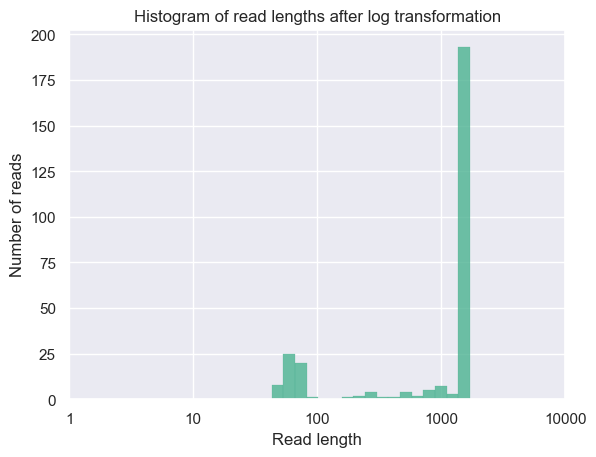 Histogram of read lengths after log transformation
200
175
150
125
100
75
50
25
0
Number of reads
1 10 100 1000 10000
Read length